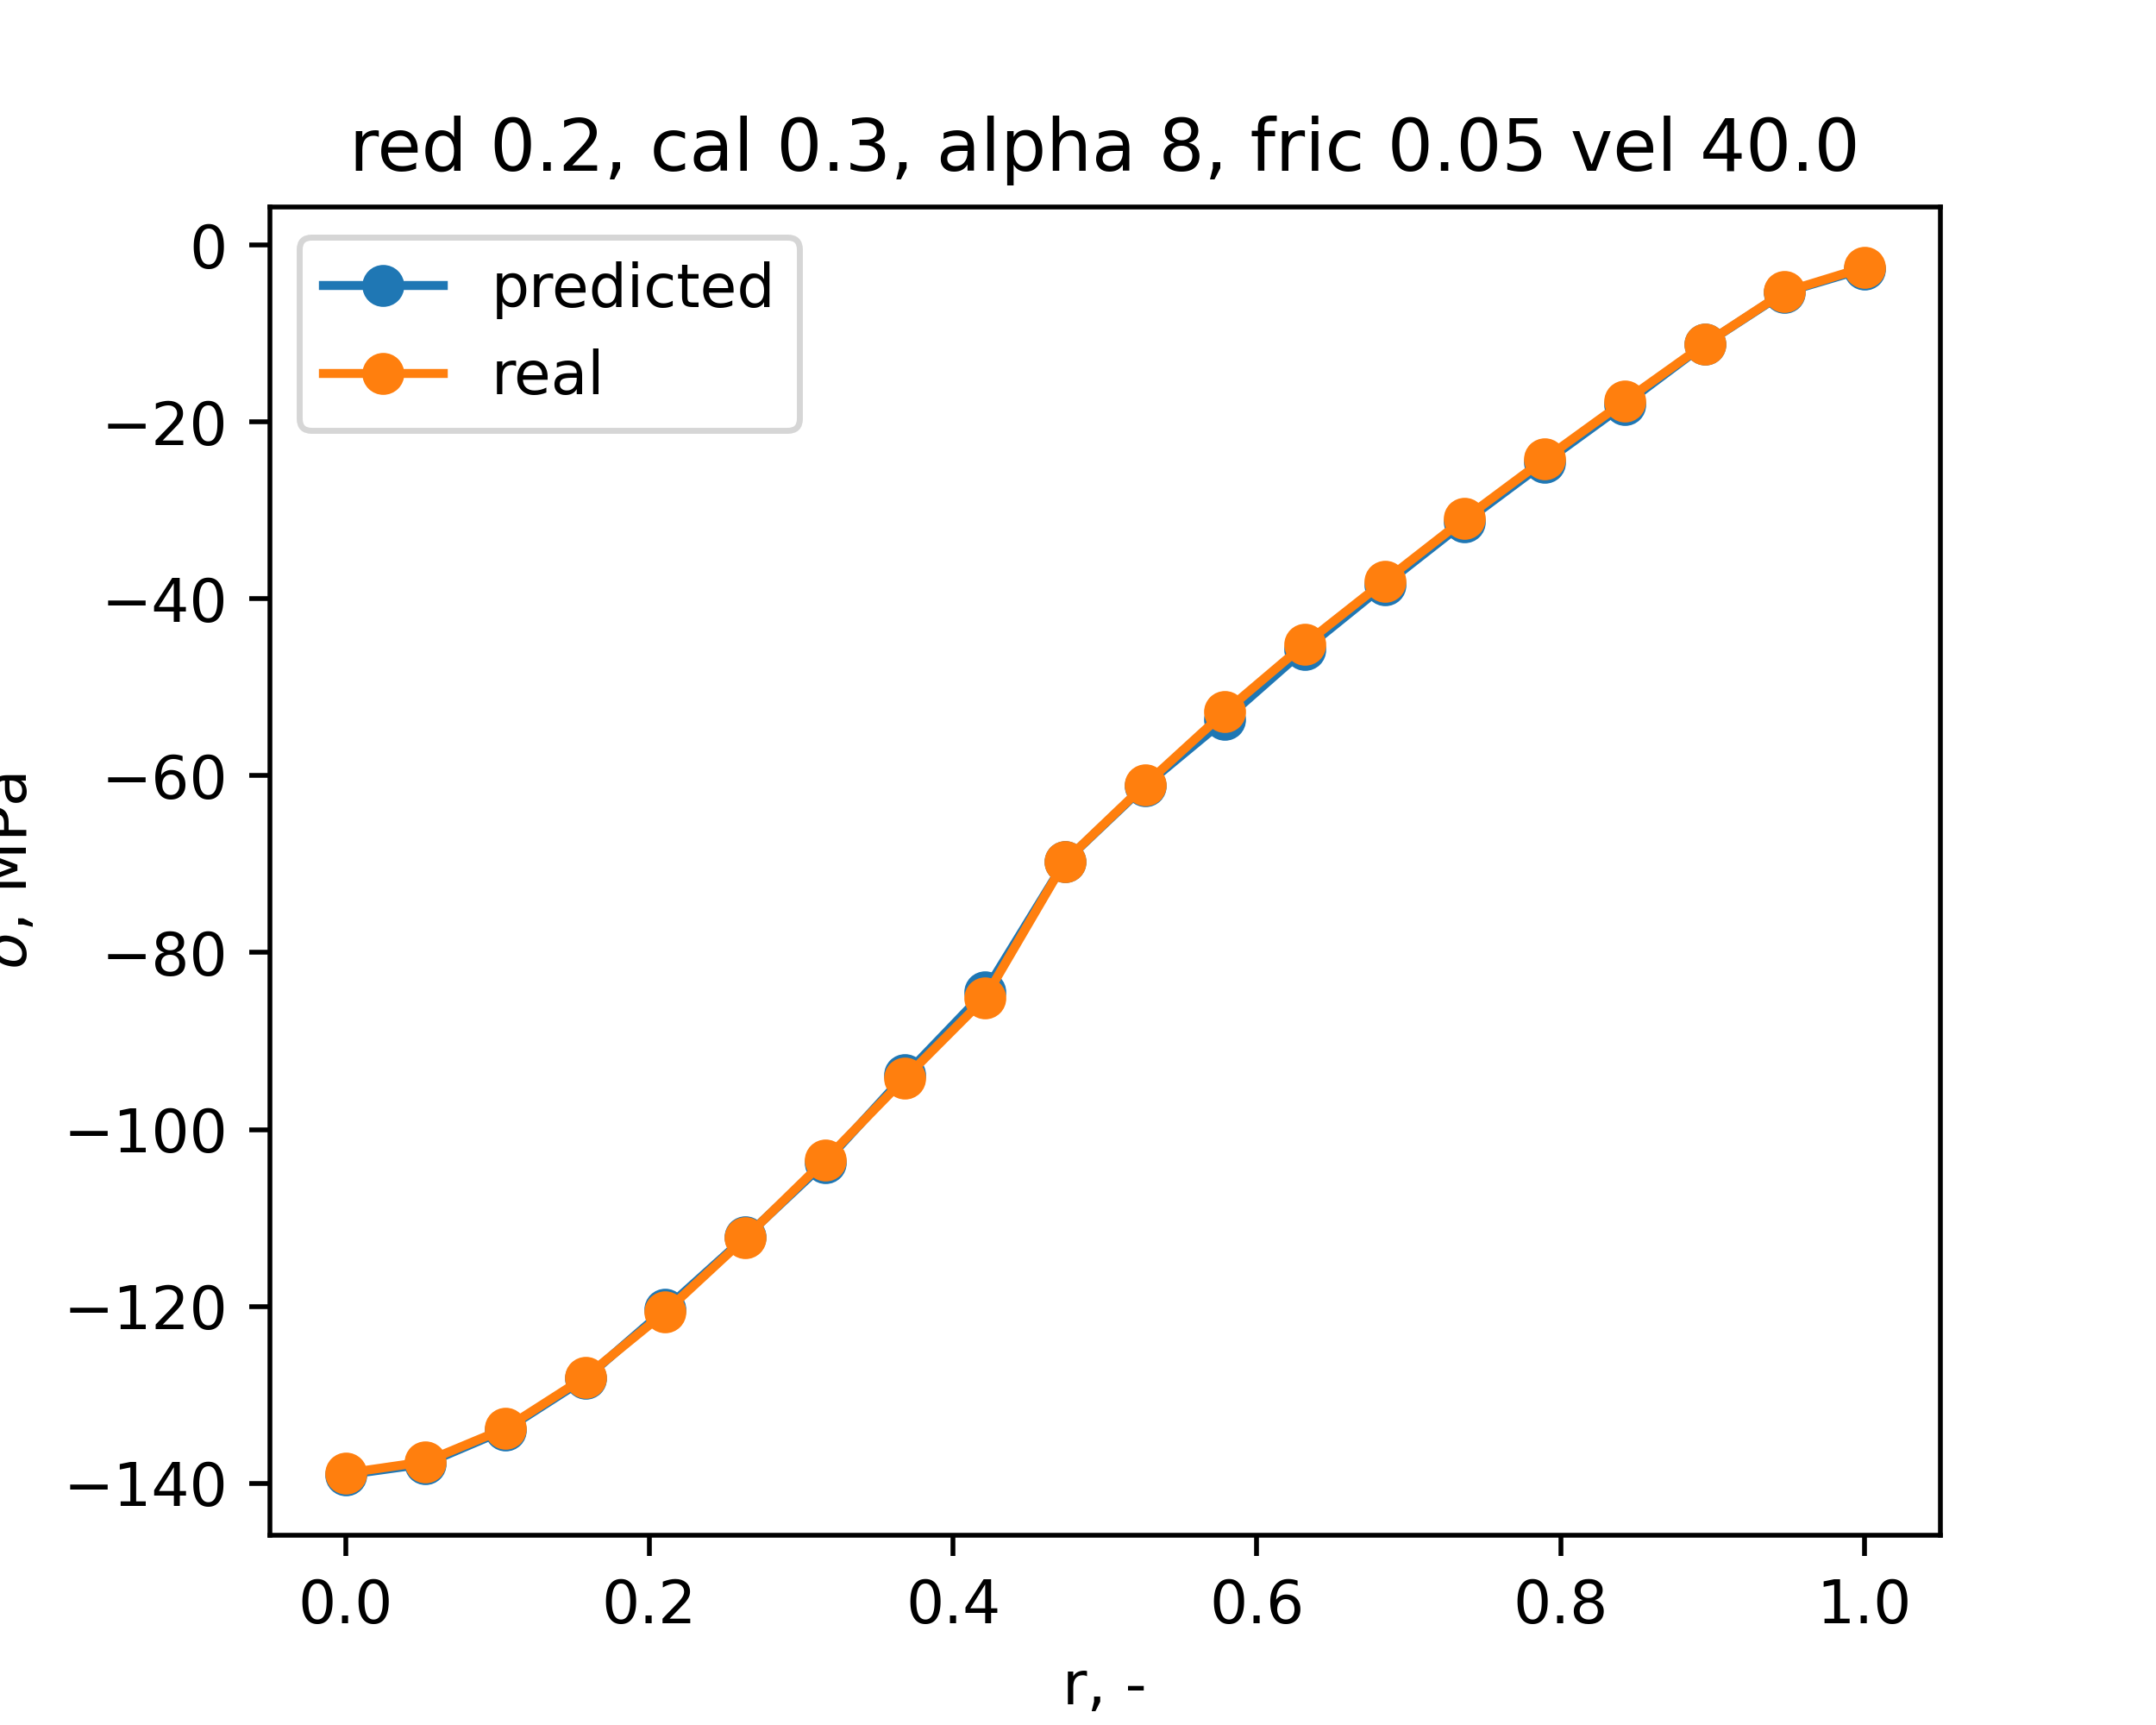 red 0.2, cal 0.3, alpha 8, fric 0.05 vel 40.0
predicted
real
0
−20
−40
−60
−80
−100
−120
−140
, MPa
0.0 0.2 0.4 0.6 0.8 1.0
r, -